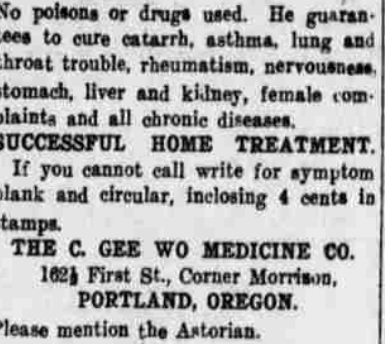 No poisons or drugs used. He guaran-
tees to cure catarrh, asthma, lung and
throat trouble, rheumatism, nervousness,
stomach, liver and kidney, female com-
plaints and all chronic diseases.
SUCCESSFUL HOME TREATMENT.
If you cannot call write for symptom
blank and circular, inclosing 4 cents in
stamps.
THE C. GEE WO MEDICINE CO.
162½ First St., Corner Morrison,
PORTLAND, OREGON.
Please mention the Astorian.